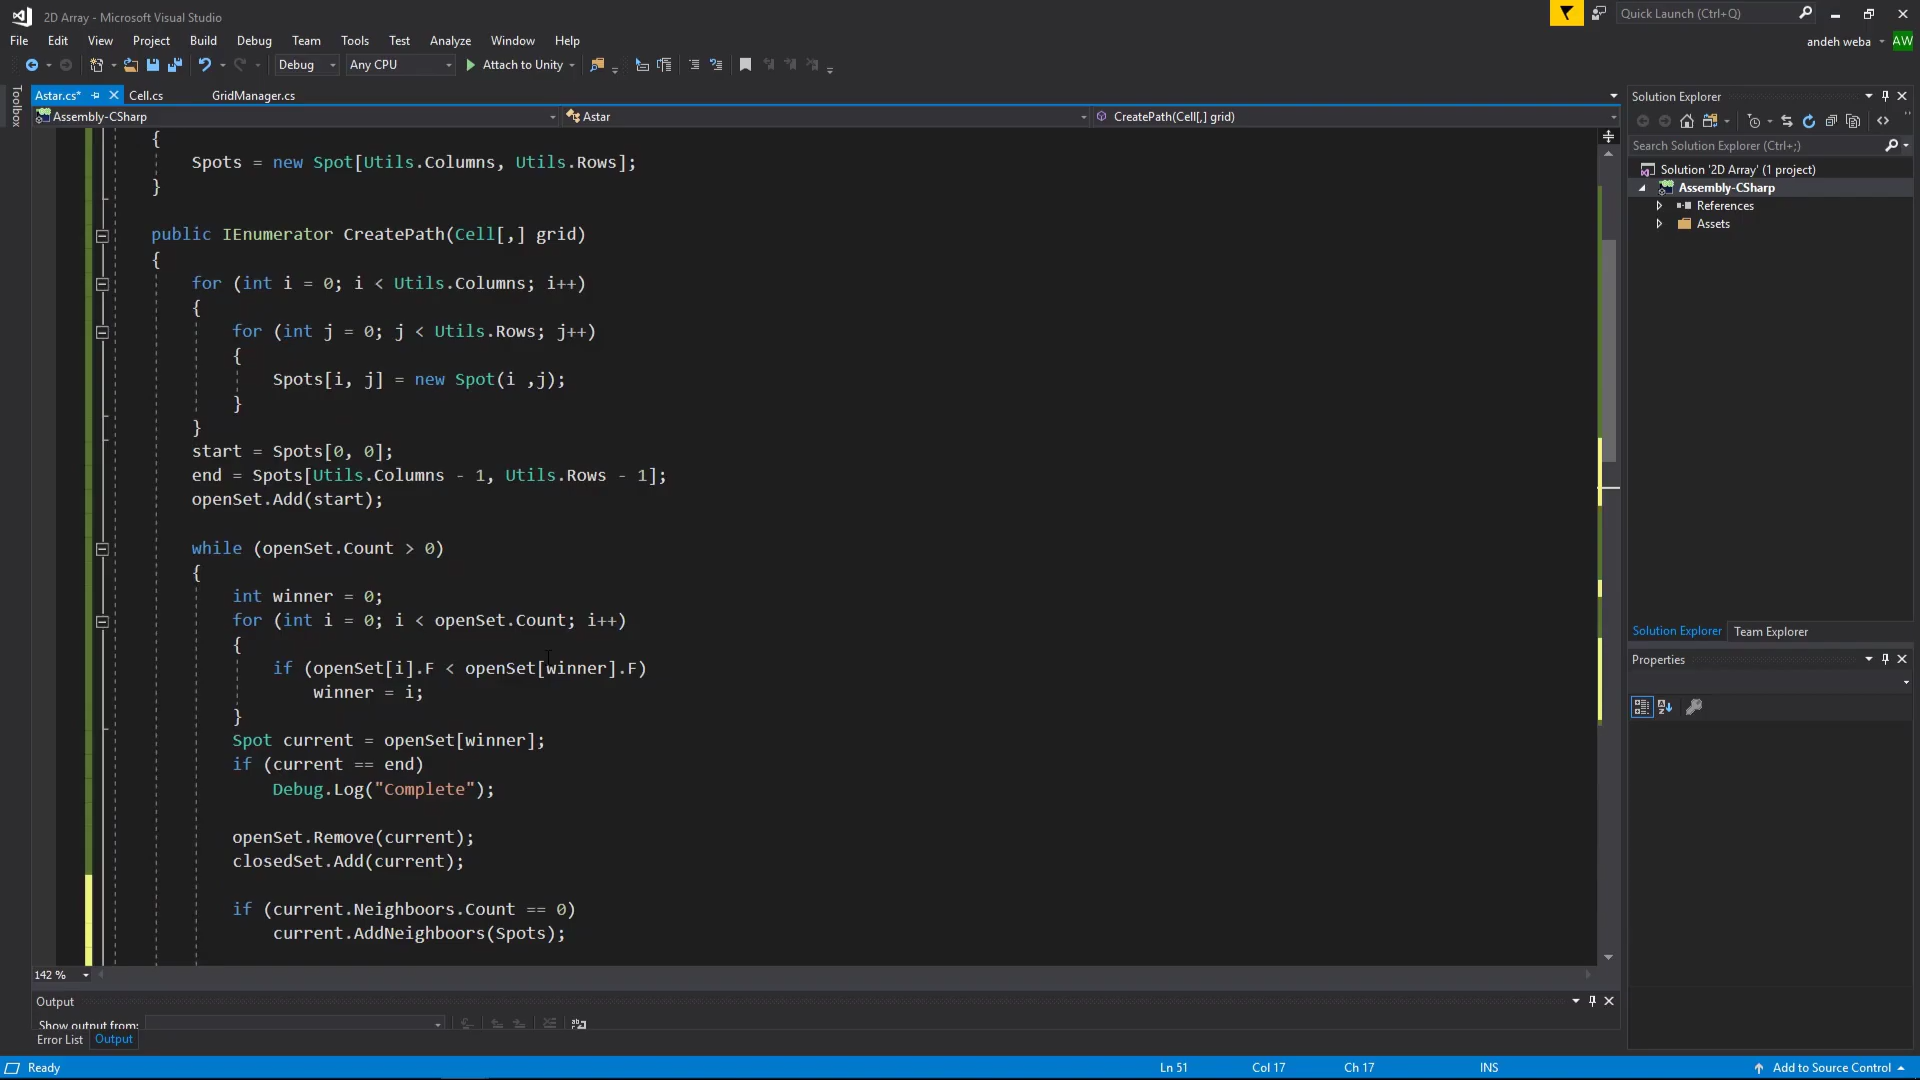 2D Array - Microsoft Visual Studio
Quick Launch (Ctrl+Q)
File Edit View Project Build Debug Team Tools Test Analyze Window Help
andeh weba AW
Debug Any CPU Attach to Unity
Toolbox
Astar.cs* Cell.cs GridManager.cs
Assembly-CSharp Astar CreatePath(Cell[,] grid)
{
Spots = new Spot[Utils.Columns, Utils.Rows];
}
public IEnumerator CreatePath(Cell[,] grid)
{
for (int i = 0; i < Utils.Columns; i++)
{
for (int j = 0; j < Utils.Rows; j++)
{
Spots[i, j] = new Spot(i ,j);
}
}
start = Spots[0, 0];
end = Spots[Utils.Columns - 1, Utils.Rows - 1];
openSet.Add(start);
while (openSet.Count > 0)
{
int winner = 0;
for (int i = 0; i < openSet.Count; i++)
{
if (openSet[i].F < openSet[winner].F)
winner = i;
}
Spot current = openSet[winner];
if (current == end)
Debug.Log("Complete");
openSet.Remove(current);
closedSet.Add(current);
if (current.Neighboors.Count == 0)
current.AddNeighboors(Spots);
142 %
Output
Show output from:
Error List Output
Solution Explorer
Search Solution Explorer (Ctrl+;)
Solution '2D Array' (1 project)
Assembly-CSharp
References
Assets
Solution Explorer Team Explorer
Properties
Ready Ln 51 Col 17 Ch 17 INS Add to Source Control